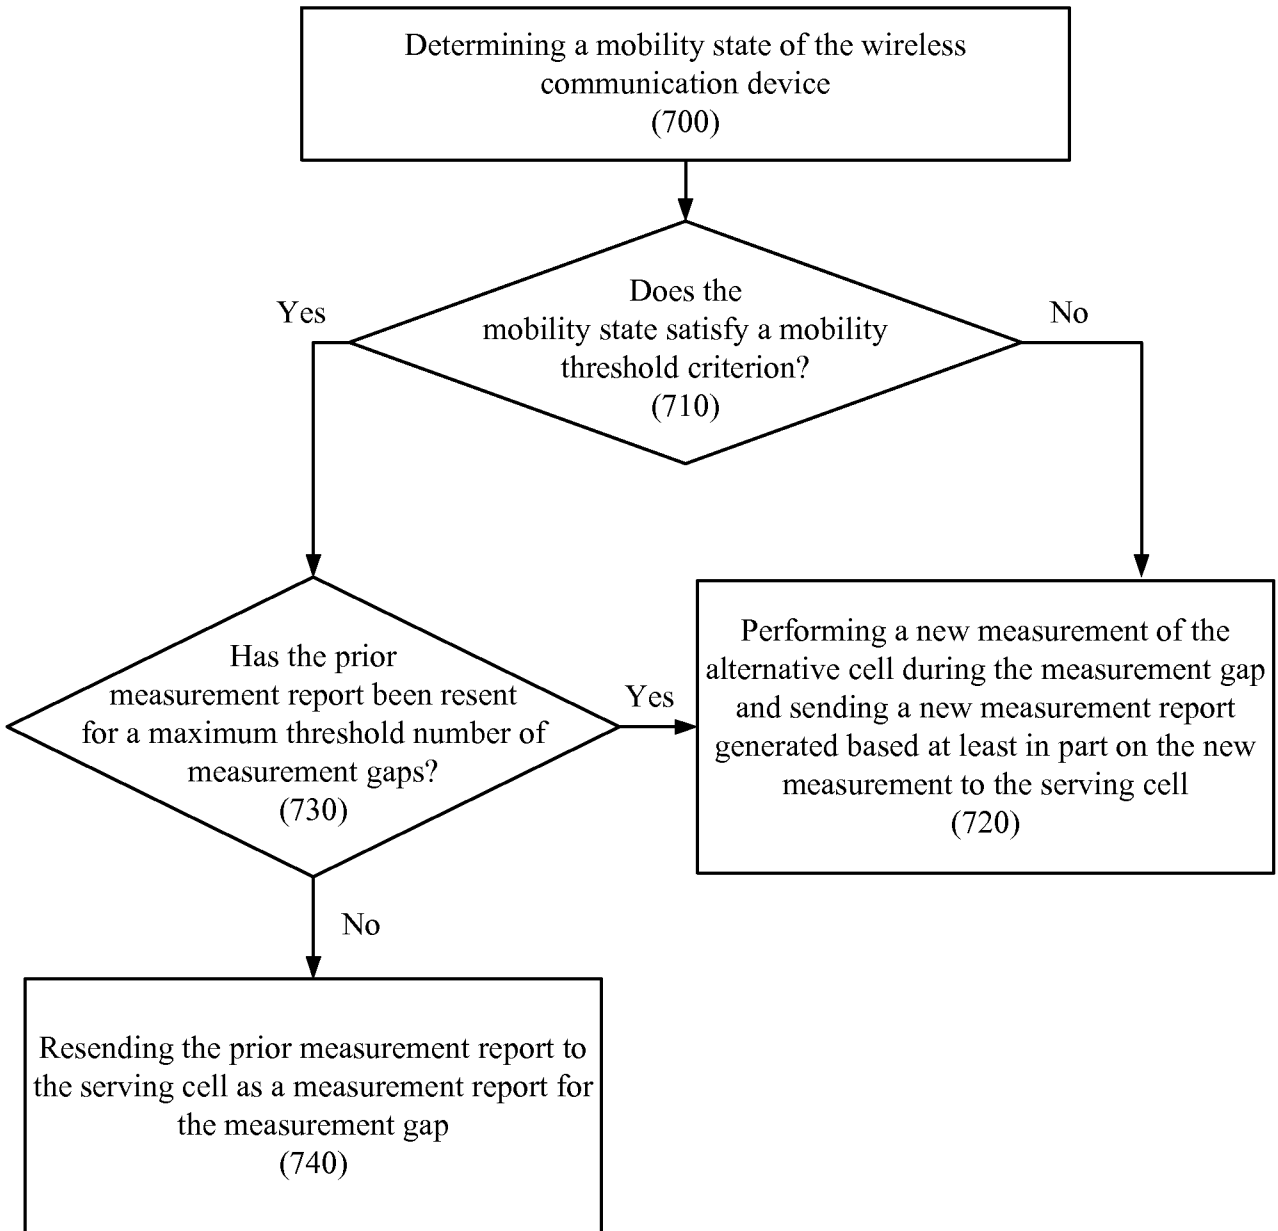 Determining a mobility state of the wireless
communication device
(700)
Does the
mobility state satisfy a mobility
threshold criterion?
(710)
Yes
No
Has the prior
measurement report been resent
for a maximum threshold number of
measurement gaps?
(730)
Yes
Performing a new measurement of the
alternative cell during the measurement gap
and sending a new measurement report
generated based at least in part on the new
measurement to the serving cell
(720)
No
Resending the prior measurement report to
the serving cell as a measurement report for
the measurement gap
(740)